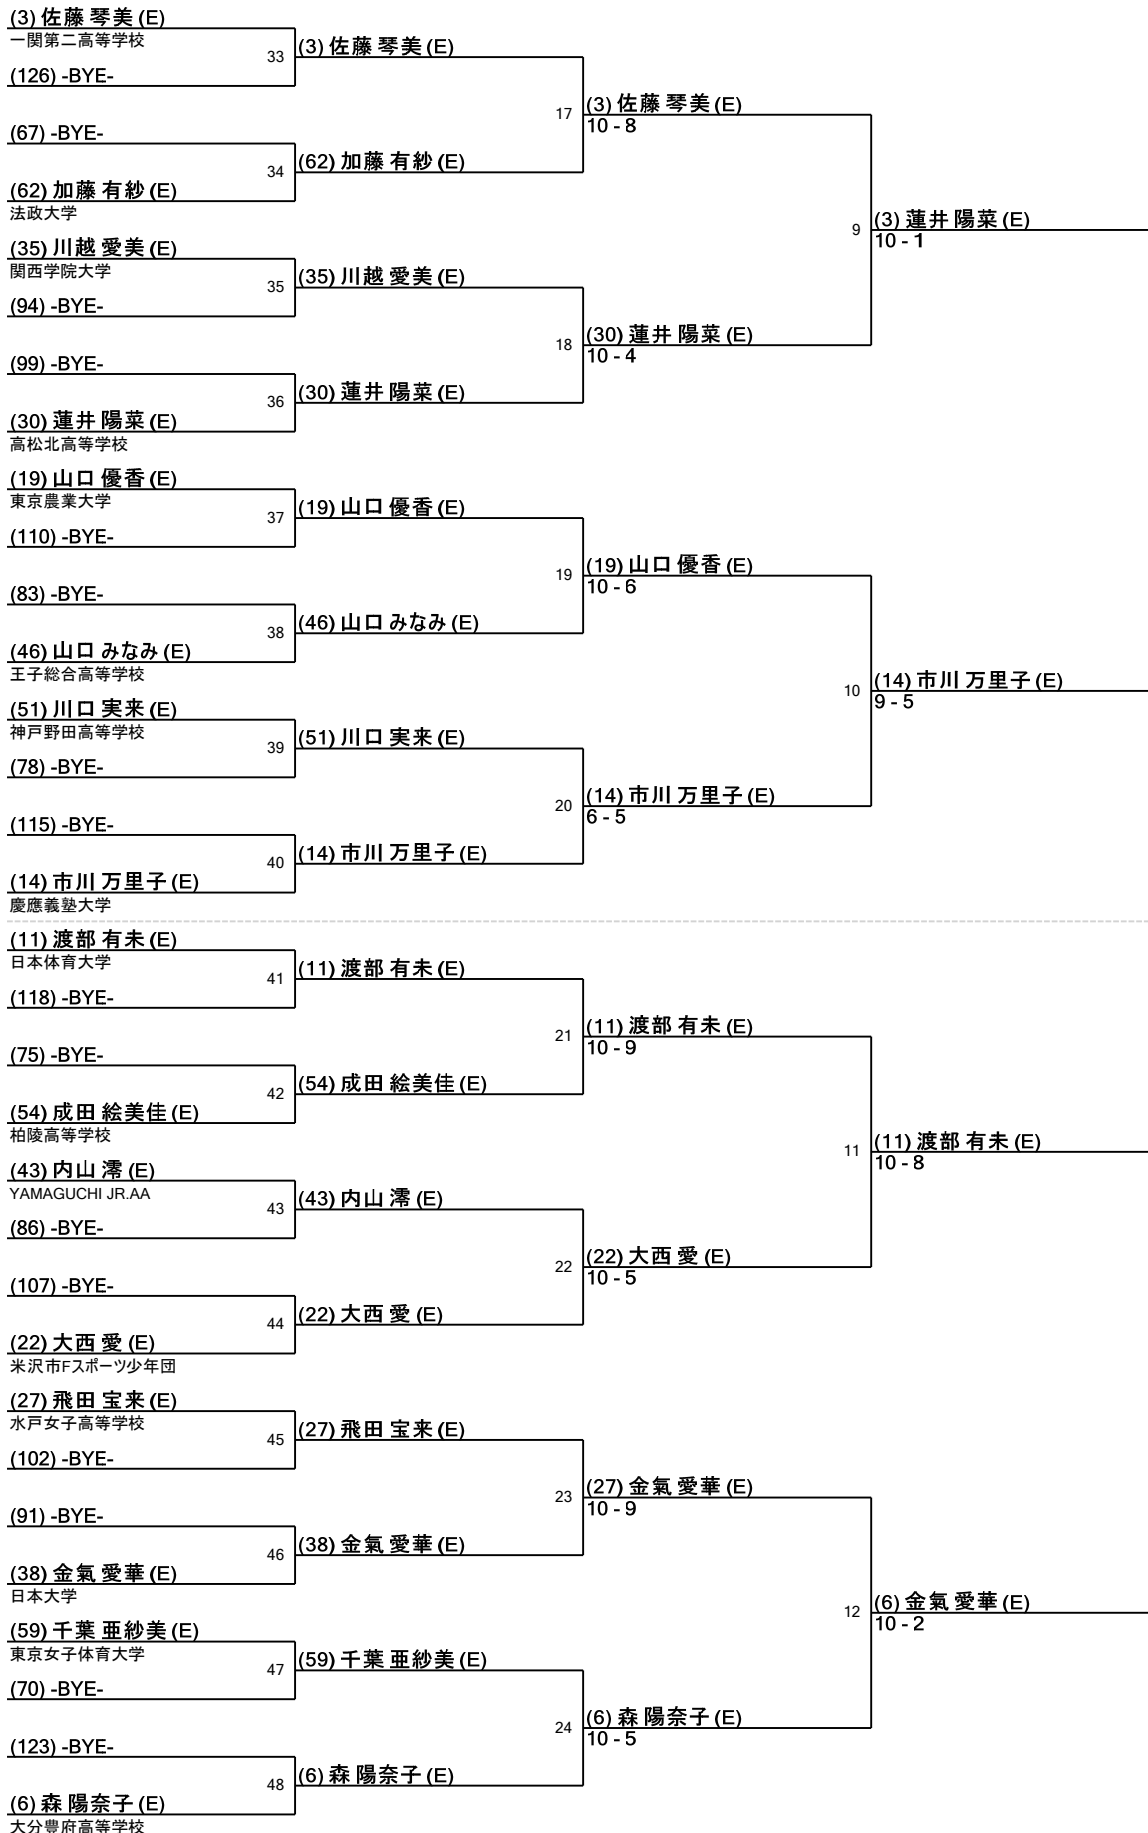 (3) 佐藤 琴美 (E)
一関第二高等学校
33
(3) 佐藤 琴美 (E)
(126) -BYE-
17
(3) 佐藤 琴美 (E)
10 - 8
(67) -BYE-
34
(62) 加藤 有紗 (E)
(62) 加藤 有紗 (E)
法政大学
9
(3) 蓮井 陽菜 (E)
10 - 1
(35) 川越 愛美 (E)
関西学院大学
35
(35) 川越 愛美 (E)
(94) -BYE-
18
(30) 蓮井 陽菜 (E)
10 - 4
(99) -BYE-
36
(30) 蓮井 陽菜 (E)
(30) 蓮井 陽菜 (E)
高松北高等学校
(19) 山口 優香 (E)
東京農業大学
37
(19) 山口 優香 (E)
(110) -BYE-
19
(19) 山口 優香 (E)
10 - 6
(83) -BYE-
38
(46) 山口 みなみ (E)
(46) 山口 みなみ (E)
王子総合高等学校
10
(14) 市川 万里子 (E)
9 - 5
(51) 川口 実来 (E)
神戸野田高等学校
39
(51) 川口 実来 (E)
(78) -BYE-
20
(14) 市川 万里子 (E)
6 - 5
(115) -BYE-
40
(14) 市川 万里子 (E)
(14) 市川 万里子 (E)
慶應義塾大学
(11) 渡部 有未 (E)
日本体育大学
41
(11) 渡部 有未 (E)
(118) -BYE-
21
(11) 渡部 有未 (E)
10 - 9
(75) -BYE-
42
(54) 成田 絵美佳 (E)
(54) 成田 絵美佳 (E)
柏陵高等学校
11
(11) 渡部 有未 (E)
10 - 8
(43) 内山 澪 (E)
YAMAGUCHI JR.AA
43
(43) 内山 澪 (E)
(86) -BYE-
22
(22) 大西 愛 (E)
10 - 5
(107) -BYE-
44
(22) 大西 愛 (E)
(22) 大西 愛 (E)
米沢市Fスポーツ少年団
(27) 飛田 宝来 (E)
水戸女子高等学校
45
(27) 飛田 宝来 (E)
(102) -BYE-
23
(27) 金氣 愛華 (E)
10 - 9
(91) -BYE-
46
(38) 金氣 愛華 (E)
(38) 金氣 愛華 (E)
日本大学
12
(6) 金氣 愛華 (E)
10 - 2
(59) 千葉 亜紗美 (E)
東京女子体育大学
47
(59) 千葉 亜紗美 (E)
(70) -BYE-
24
(6) 森 陽奈子 (E)
10 - 5
(123) -BYE-
48
(6) 森 陽奈子 (E)
(6) 森 陽奈子 (E)
大分豊府高等学校